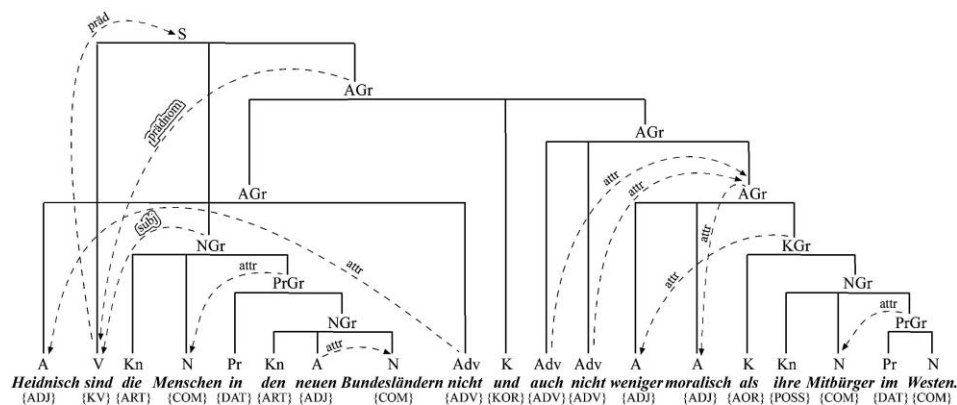 präd
S
AGr
prädnom
AGr
attr
AGr
attr
AGr
subj
attr
NGr
attr
KGr
attr
PrGr
attr
NGr
NGr
attr
PrGr
A V Kn N Pr Kn A attr N Adv K Adv Adv A A K Kn N Pr N
Heidnisch sind die Menschen in den neuen Bundesländern nicht und auch nicht weniger moralisch als ihre Mitbürger im Westen.
{ADJ} {KV} {ART} {COM} {DAT} {ART} {ADJ} {COM} {ADV} {KOR} {ADV} {ADV} {ADJ} {ADJ} {AOR} {POSS} {COM} {DAT} {COM}